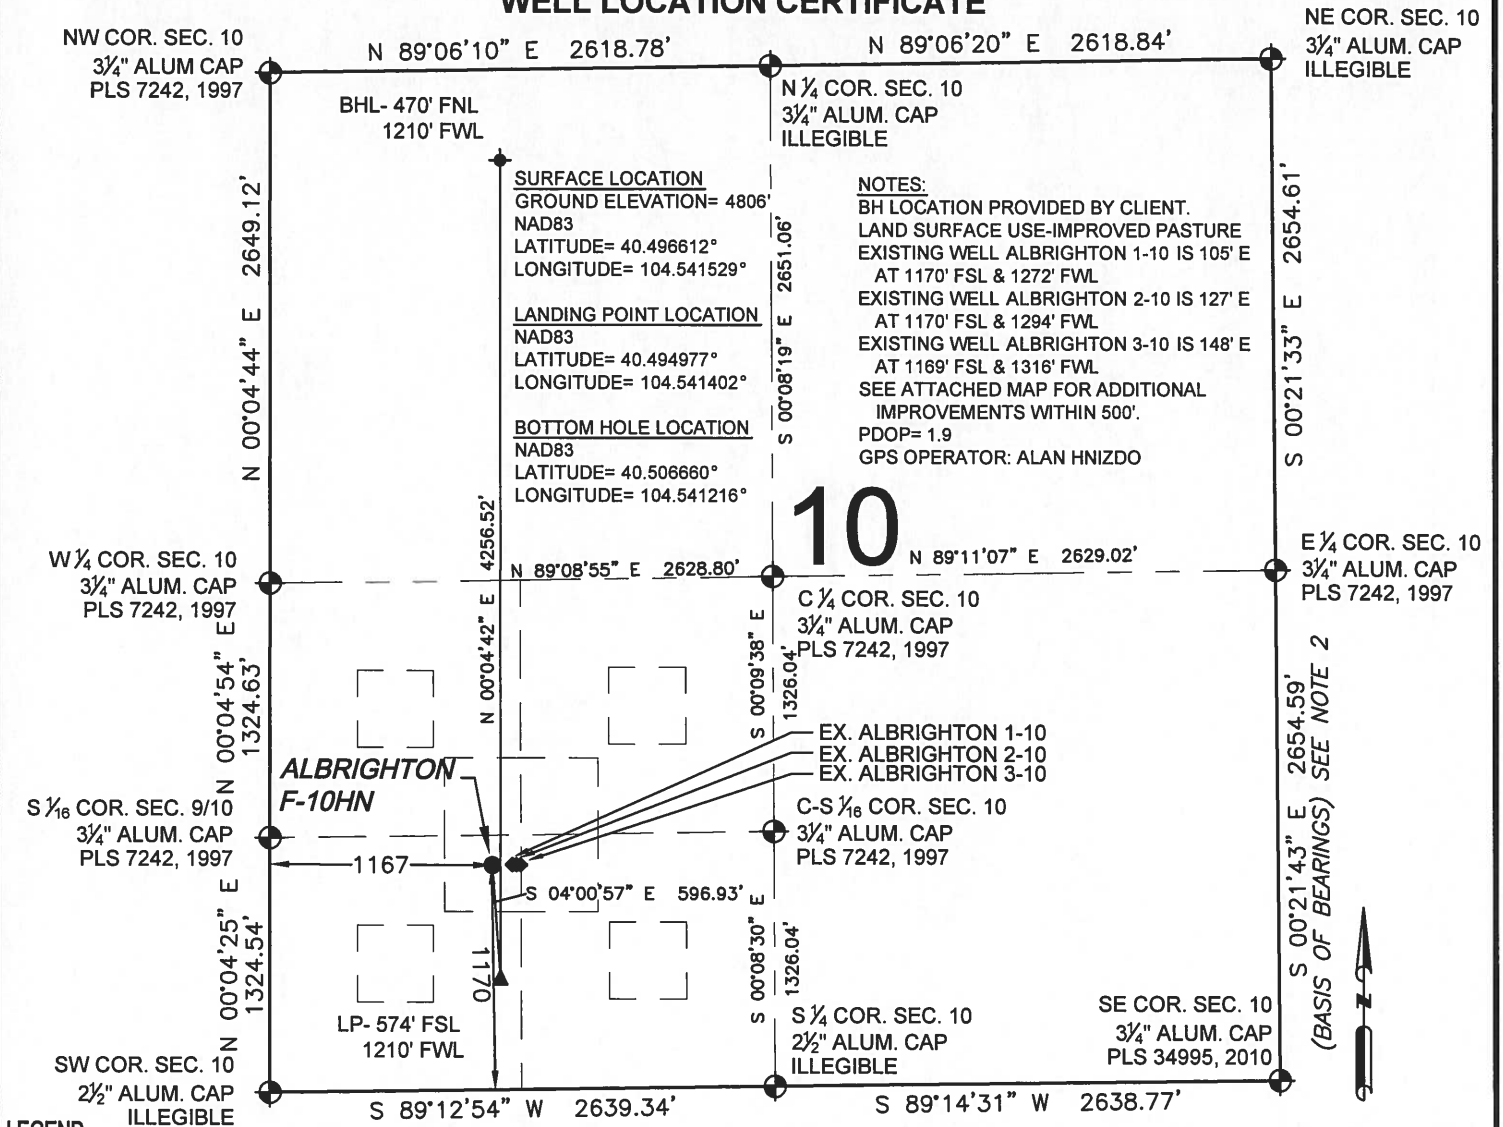 WELL LOCATION CERTIFICATE
NW COR. SEC. 10
3¼" ALUM CAP
PLS 7242, 1997
N 89°06'10" E 2618.78'
N 89°06'20" E 2618.84'
NE COR. SEC. 10
3¼" ALUM. CAP
ILLEGIBLE
BHL- 470' FNL
1210' FWL
N ¼ COR. SEC. 10
3¼" ALUM. CAP
ILLEGIBLE
SURFACE LOCATION
GROUND ELEVATION= 4806'
NAD83
LATITUDE= 40.496612°
LONGITUDE= 104.541529°
LANDING POINT LOCATION
NAD83
LATITUDE= 40.494977°
LONGITUDE= 104.541402°
BOTTOM HOLE LOCATION
NAD83
LATITUDE= 40.506660°
LONGITUDE= 104.541216°
NOTES:
BH LOCATION PROVIDED BY CLIENT.
LAND SURFACE USE-IMPROVED PASTURE
EXISTING WELL ALBRIGHTON 1-10 IS 105' E
AT 1170' FSL & 1272' FWL
EXISTING WELL ALBRIGHTON 2-10 IS 127' E
AT 1170' FSL & 1294' FWL
EXISTING WELL ALBRIGHTON 3-10 IS 148' E
AT 1169' FSL & 1316' FWL
SEE ATTACHED MAP FOR ADDITIONAL
IMPROVEMENTS WITHIN 500'.
PDOP= 1.9
GPS OPERATOR: ALAN HNIZDO
N 00°04'44" E 2649.12'
S 00°08'19" E 2651.06'
S 00°21'33" E 2654.61'
10
W ¼ COR. SEC. 10
3¼" ALUM. CAP
PLS 7242, 1997
N 89°08'55" E 2628.80'
N 89°11'07" E 2629.02'
E ¼ COR. SEC. 10
3¼" ALUM. CAP
PLS 7242, 1997
C ¼ COR. SEC. 10
3¼" ALUM. CAP
PLS 7242, 1997
N 00°04'42" E 4256.52'
N 00°04'54" E
1324.63'
S 00°09'38" E
1326.04'
EX. ALBRIGHTON 1-10
EX. ALBRIGHTON 2-10
EX. ALBRIGHTON 3-10
ALBRIGHTON
F-10HN
S 1/16 COR. SEC. 9/10
3¼" ALUM. CAP
PLS 7242, 1997
C-S 1/16 COR. SEC. 10
3¼" ALUM. CAP
PLS 7242, 1997
1167
S 04°00'57" E 596.93'
1170
N 00°04'25" E
1324.54'
S 00°08'30" E
1326.04'
S 00°21'43" E 2654.59'
(BASIS OF BEARINGS) SEE NOTE 2
N
LP- 574' FSL
1210' FWL
SW COR. SEC. 10
2½" ALUM. CAP
ILLEGIBLE
S ¼ COR. SEC. 10
2½" ALUM. CAP
ILLEGIBLE
SE COR. SEC. 10
3¼" ALUM. CAP
PLS 34995, 2010
S 89°12'54" W 2639.34'
S 89°14'31" W 2638.77'
LEGEND